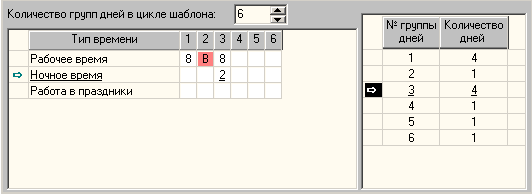 Количество групп дней в цикле шаблона: 6
Тип времени 1 2 3 4 5 6
Рабочее время 8 В 8
Ночное время 2
Работа в праздники
№ группы дней Количество дней
1 4
2 1
3 4
4 1
5 1
6 1